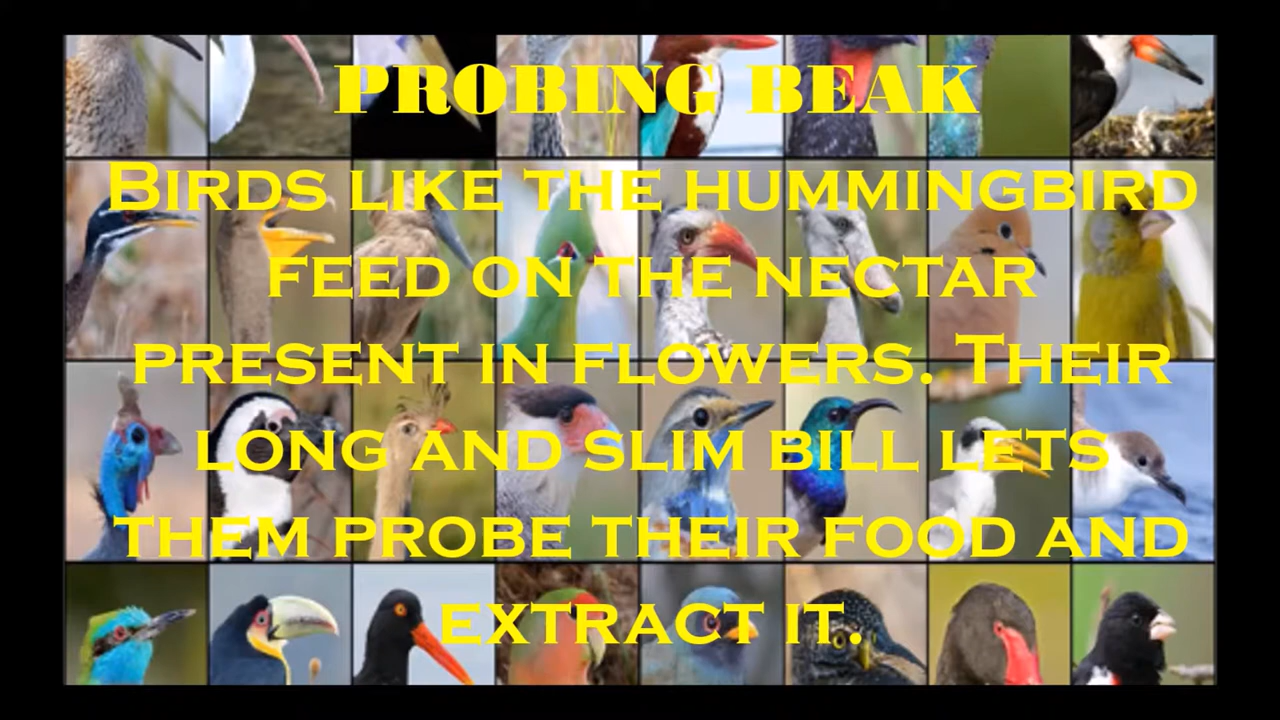 PROBING BEAK
BIRDS LIKE THE HUMMINGBIRD
FEED ON THE NECTAR
PRESENT IN FLOWERS. THEIR
LONG AND SLIM BILL LETS
THEM PROBE THEIR FOOD AND
EXTRACT IT.